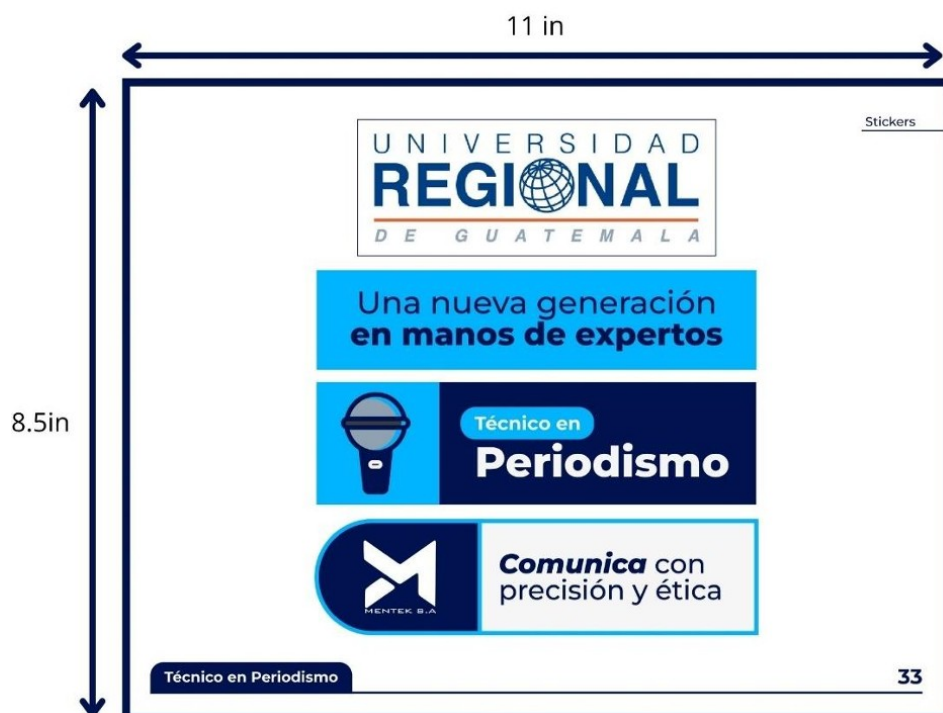 11 in
8.5in
Stickers
UNIVERSIDAD
REGIONAL
DE GUATEMALA
Una nueva generación
en manos de expertos
Técnico en
Periodismo
MENTEK S.A
Comunica con
precisión y ética
Técnico en Periodismo
33